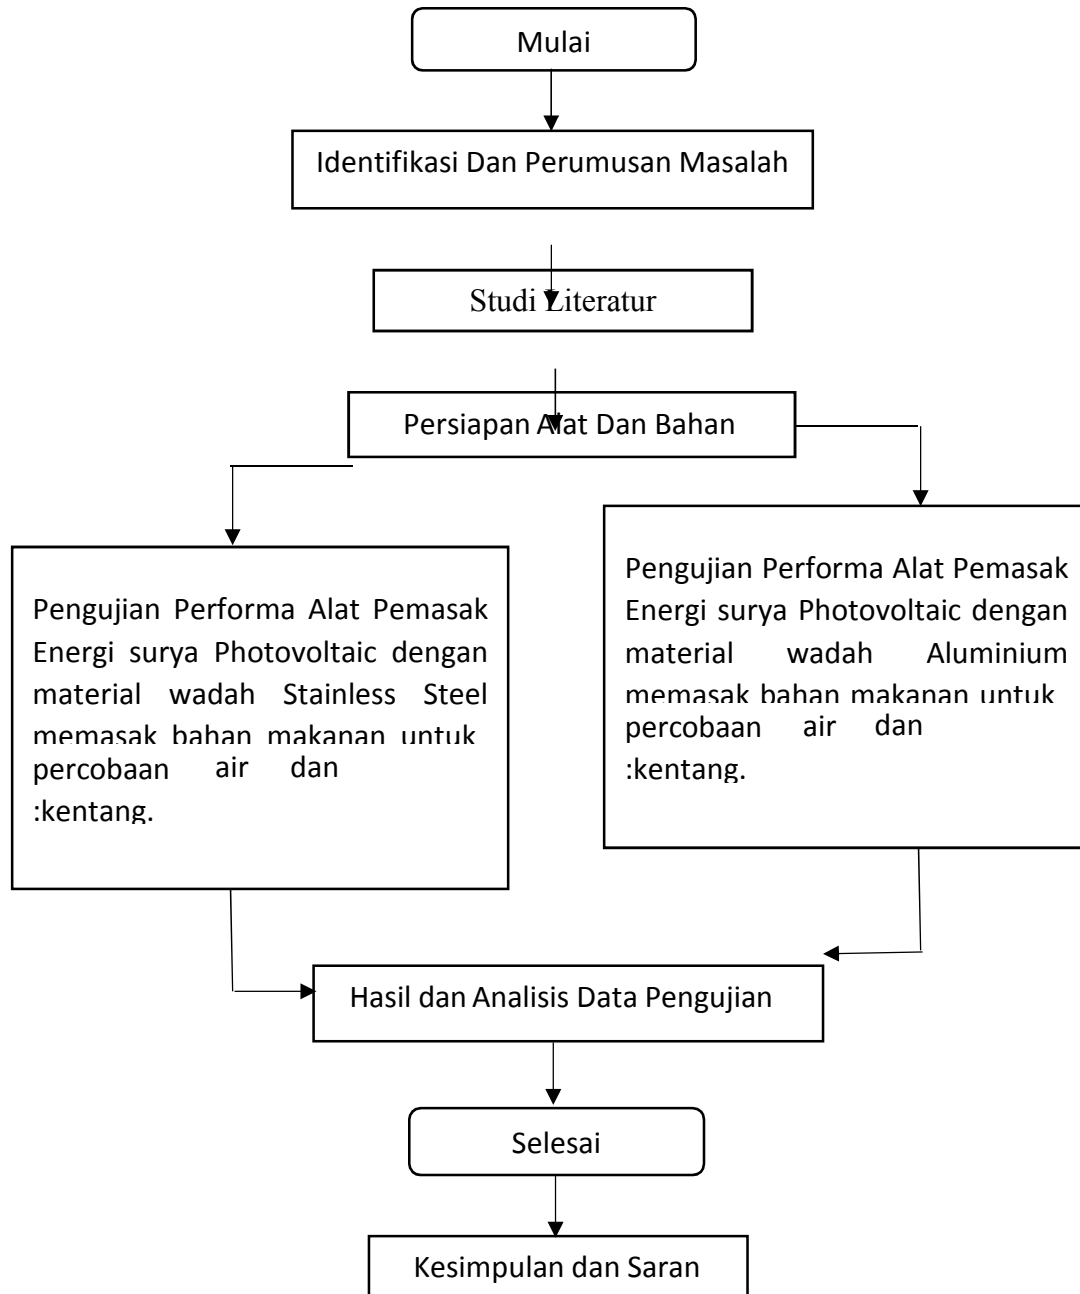 Mulai
Identifikasi Dan Perumusan Masalah
Studi Literatur
Persiapan Alat Dan Bahan
Pengujian Performa Alat Pemasak
Energi surya Photovoltaic dengan
material wadah Stainless Steel
memasak bahan makanan untuk
percobaan air dan
:kentang.
Pengujian Performa Alat Pemasak
Energi surya Photovoltaic dengan
material wadah Aluminium
memasak bahan makanan untuk
percobaan air dan
:kentang.
Hasil dan Analisis Data Pengujian
Selesai
Kesimpulan dan Saran